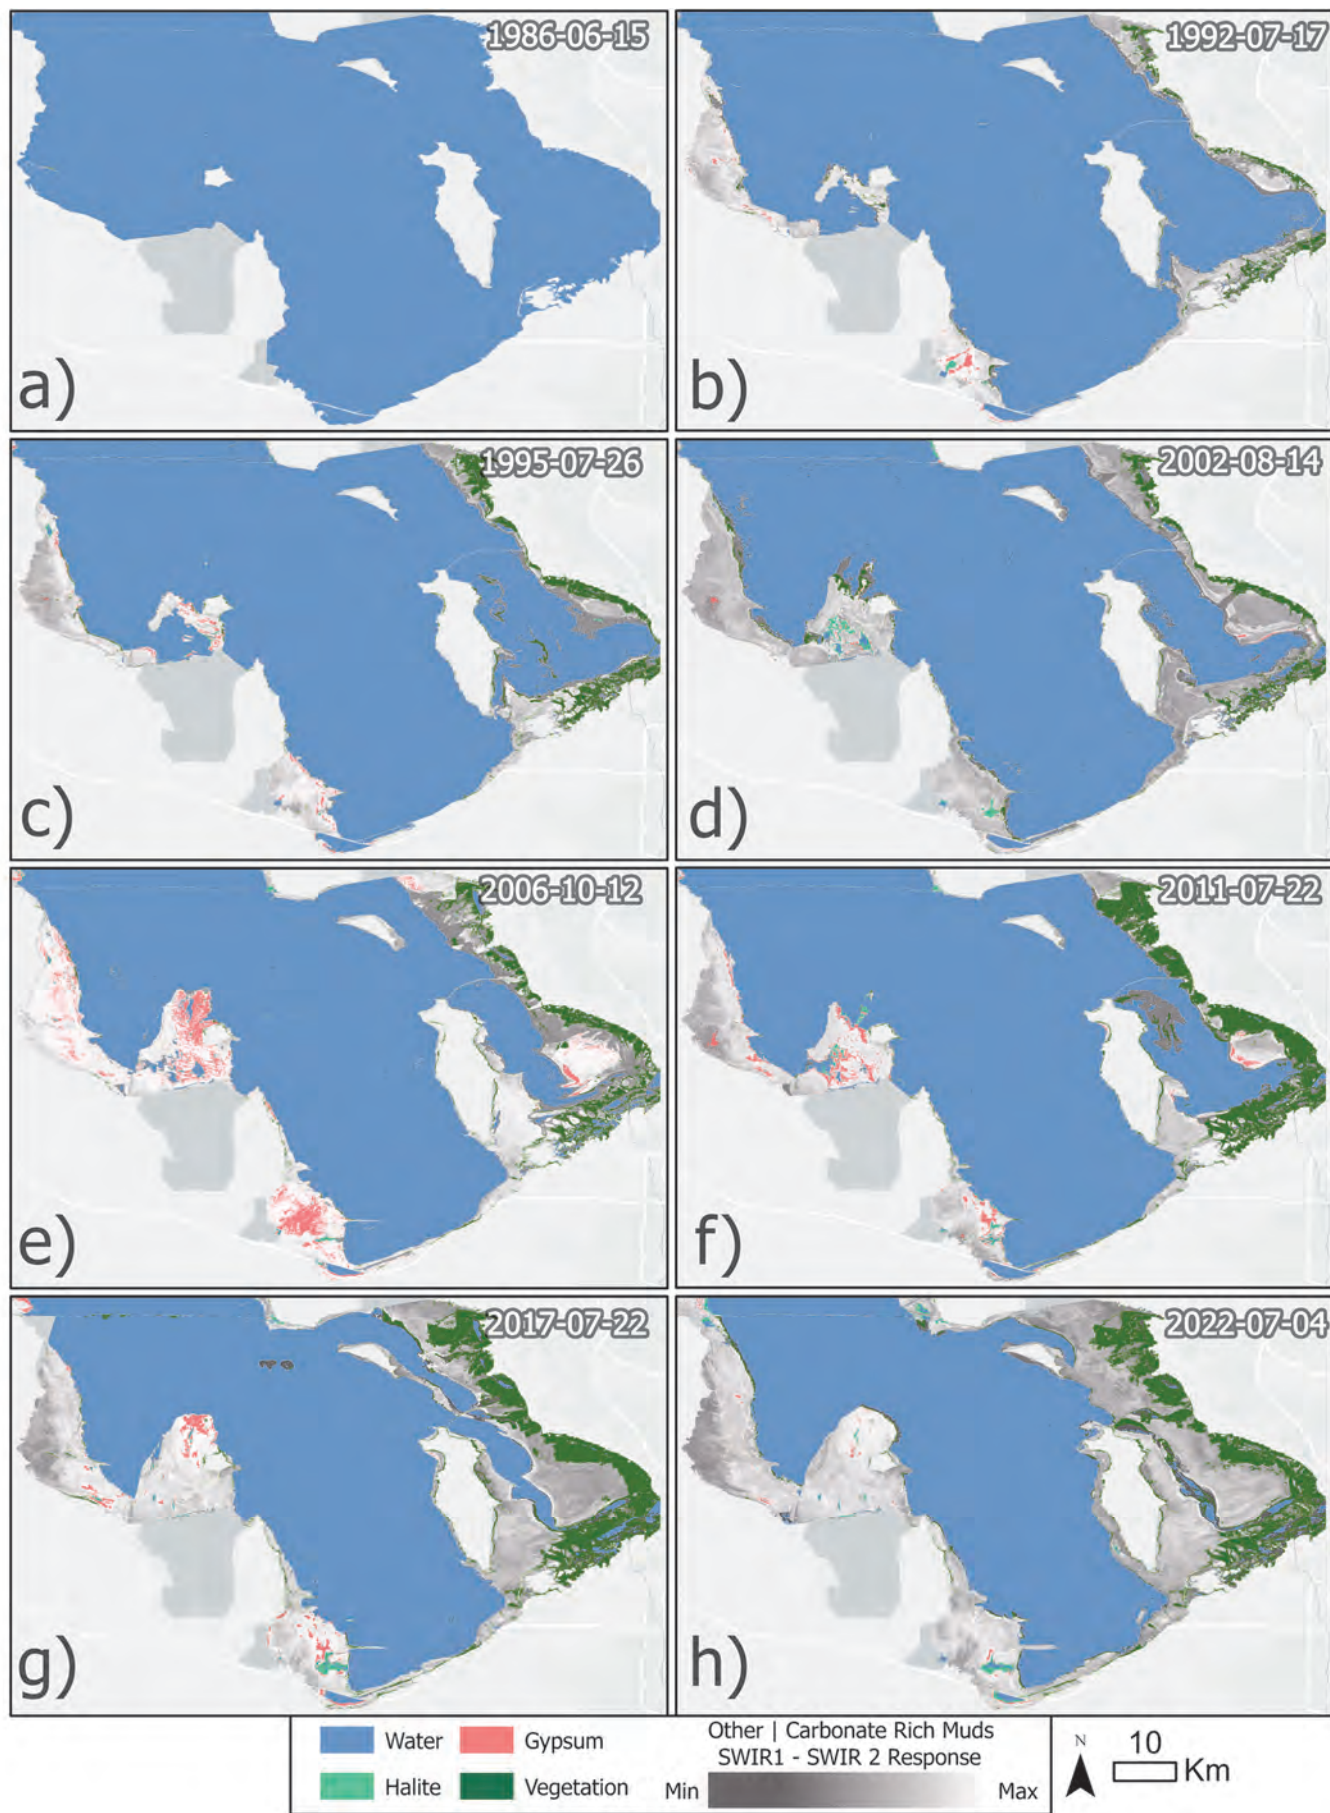 1986-06-15
a)
1992-07-17
b)
1995-07-26
c)
2002-08-14
d)
2006-10-12
e)
2011-07-22
f)
2017-07-22
g)
2022-07-04
h)
Water
Gypsum
Halite
Vegetation
Other | Carbonate Rich Muds
SWIR1 - SWIR 2 Response
Min
Max
N
10
Km